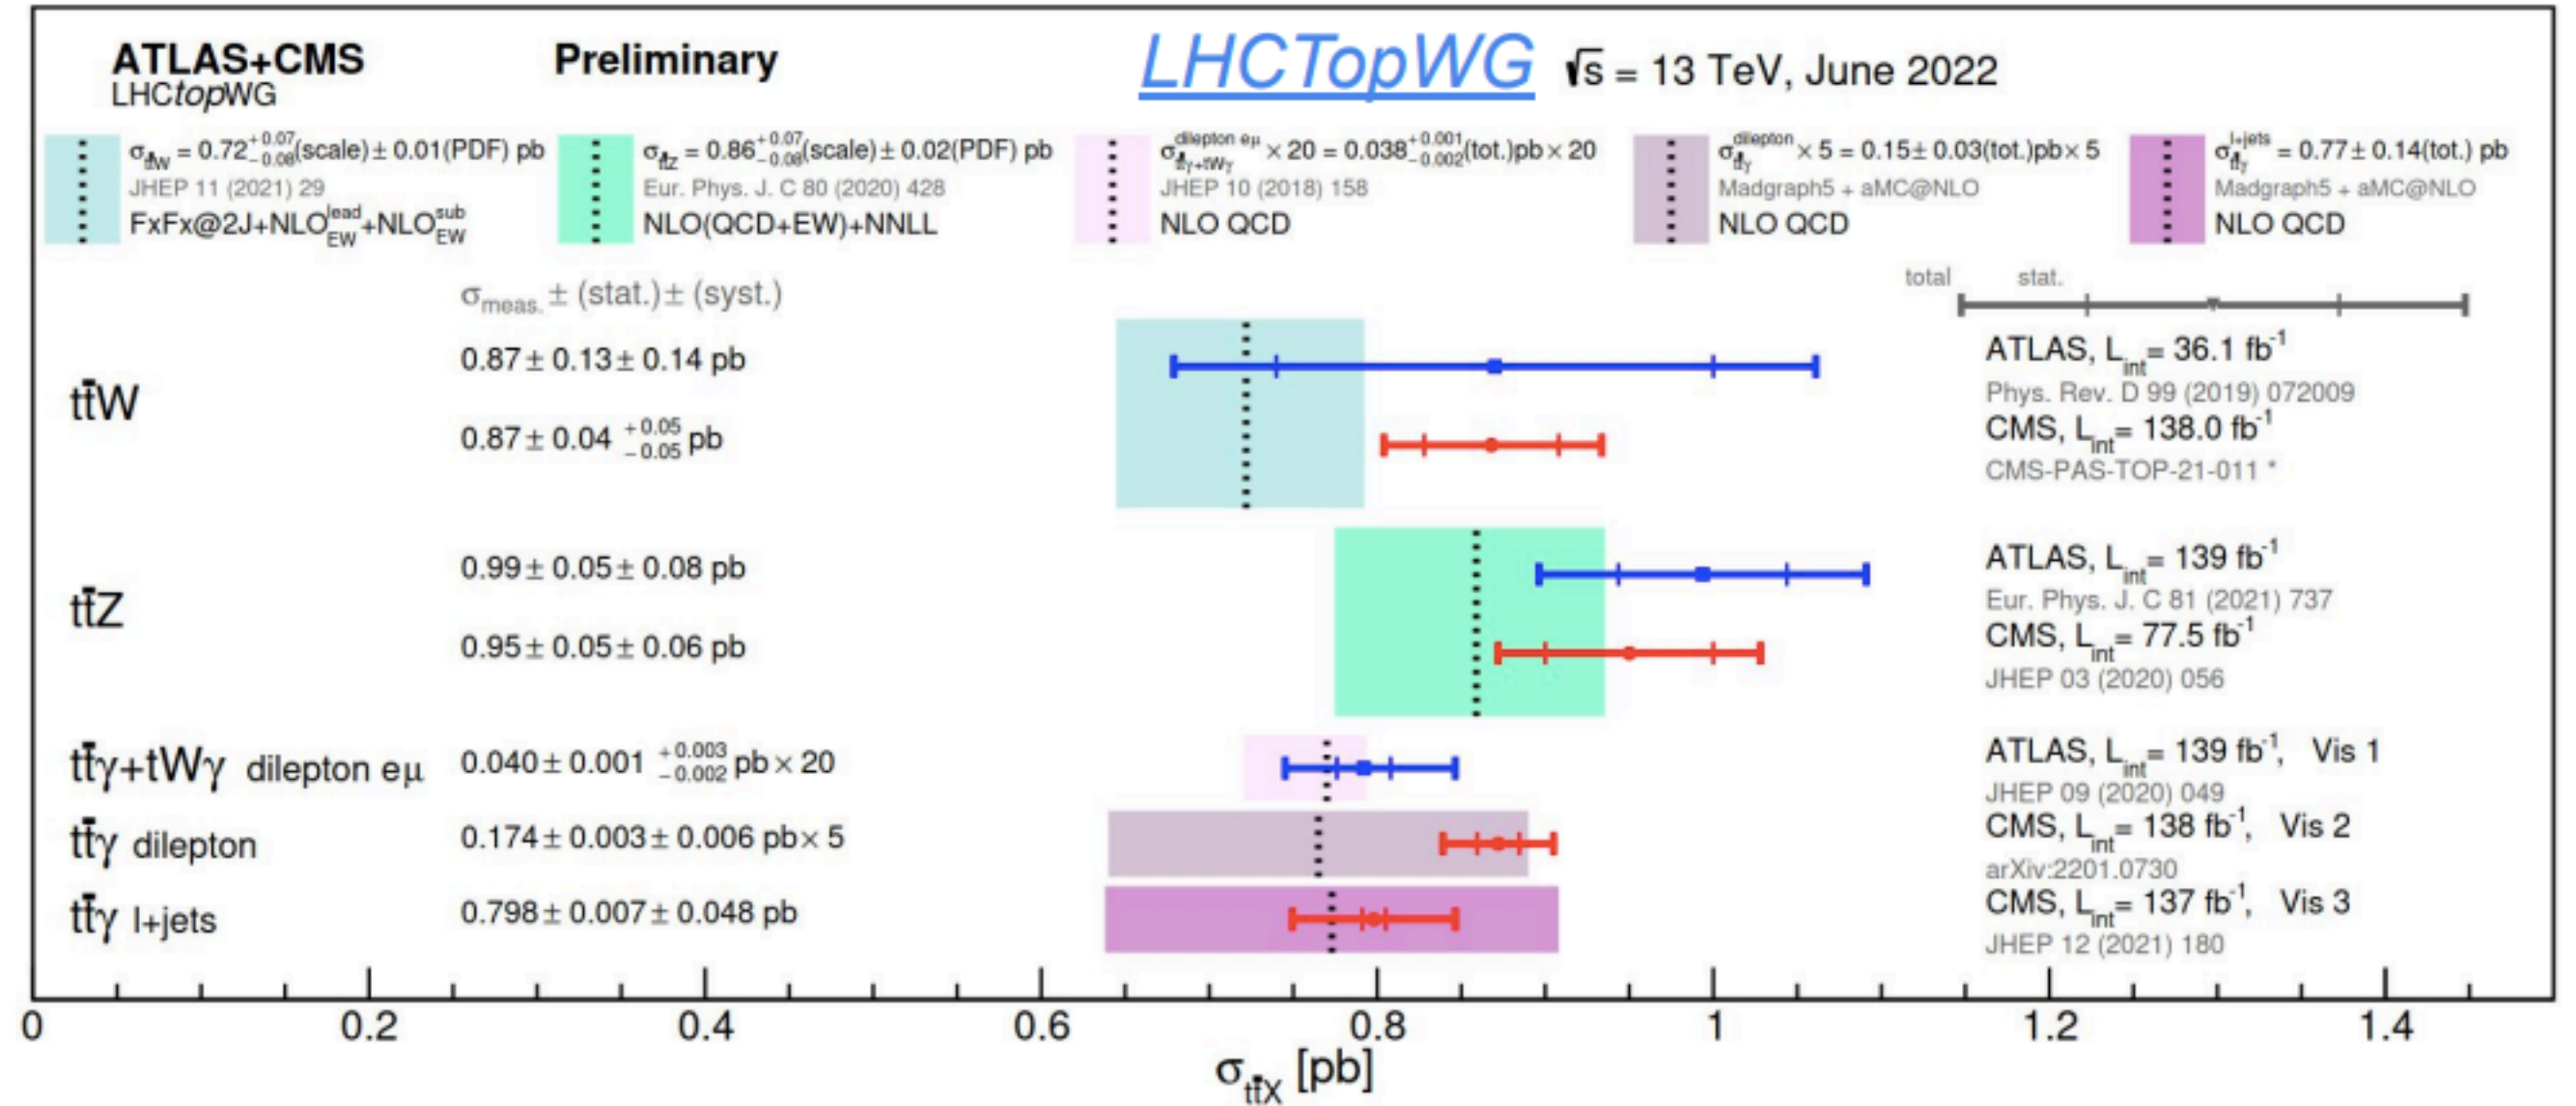 ATLAS+CMS Preliminary LHCTopWG √s = 13 TeV, June 2022
LHCtopWG
σtt̄W = 0.72 +0.07 −0.08 (scale) ± 0.01(PDF) pb
JHEP 11 (2021) 29
FxFx@2J+NLO lead EW +NLO sub EW
σtt̄Z = 0.86 +0.07 −0.08 (scale) ± 0.02(PDF) pb
Eur. Phys. J. C 80 (2020) 428
NLO(QCD+EW)+NNLL
σ dilepton eμ tt̄γ+tWγ × 20 = 0.038 +0.001 −0.002 (tot.)pb × 20
JHEP 10 (2018) 158
NLO QCD
σ dilepton tt̄γ × 5 = 0.15 ± 0.03(tot.)pb × 5
Madgraph5 + aMC@NLO
NLO QCD
σ l+jets tt̄γ = 0.77 ± 0.14(tot.) pb
Madgraph5 + aMC@NLO
NLO QCD
σmeas. ± (stat.) ± (syst.)
total stat.
tt̄W
0.87 ± 0.13 ± 0.14 pb
ATLAS, Lint = 36.1 fb-1
Phys. Rev. D 99 (2019) 072009
0.87 ± 0.04 +0.05 −0.05 pb
CMS, Lint = 138.0 fb-1
CMS-PAS-TOP-21-011 *
tt̄Z
0.99 ± 0.05 ± 0.08 pb
ATLAS, Lint = 139 fb-1
Eur. Phys. J. C 81 (2021) 737
0.95 ± 0.05 ± 0.06 pb
CMS, Lint = 77.5 fb-1
JHEP 03 (2020) 056
tt̄γ+tWγ dilepton eμ 0.040 ± 0.001 +0.003 −0.002 pb × 20
ATLAS, Lint = 139 fb-1, Vis 1
JHEP 09 (2020) 049
tt̄γ dilepton 0.174 ± 0.003 ± 0.006 pb × 5
CMS, Lint = 138 fb-1, Vis 2
arXiv:2201.0730
tt̄γ l+jets 0.798 ± 0.007 ± 0.048 pb
CMS, Lint = 137 fb-1, Vis 3
JHEP 12 (2021) 180
0 0.2 0.4 0.6 0.8 1 1.2 1.4
σtt̄X [pb]